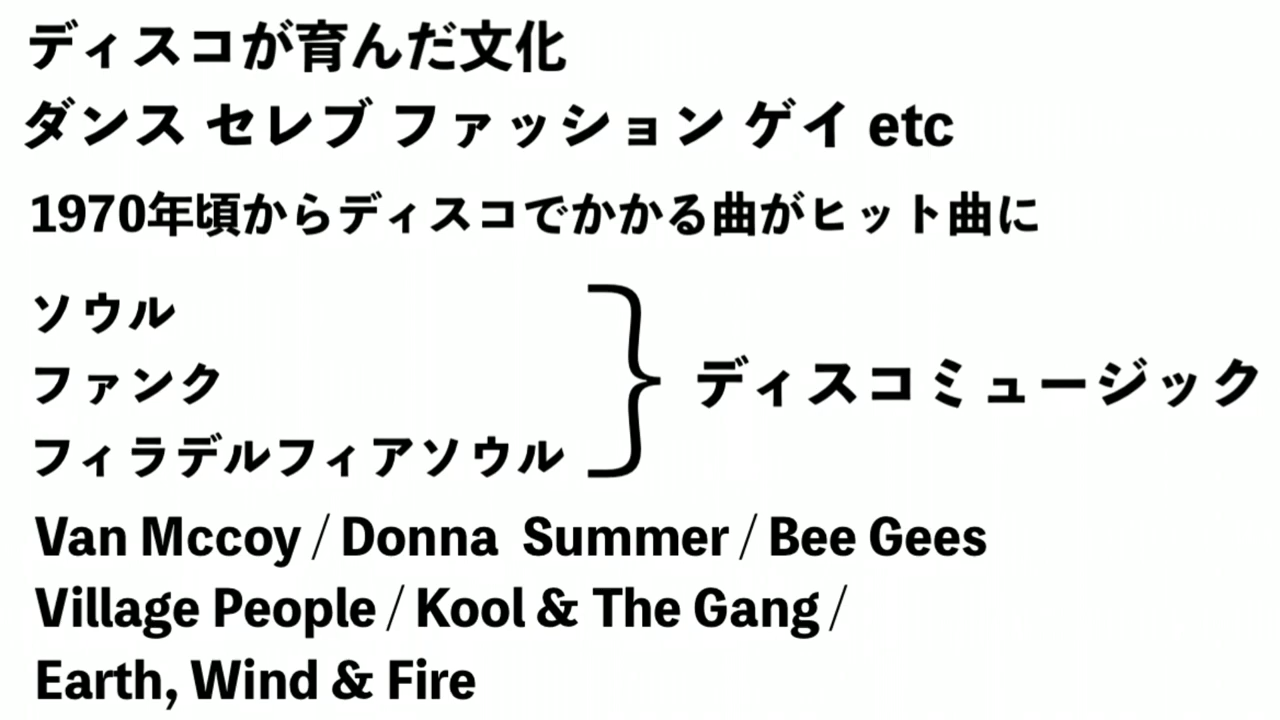 ディスコが育んだ文化
ダンス セレブ ファッション ゲイ etc
1970年頃からディスコでかかる曲がヒット曲に
ソウル
ファンク
フィラデルフィアソウル
ディスコミュージック
Van Mccoy / Donna Summer / Bee Gees
Village People / Kool & The Gang /
Earth, Wind & Fire